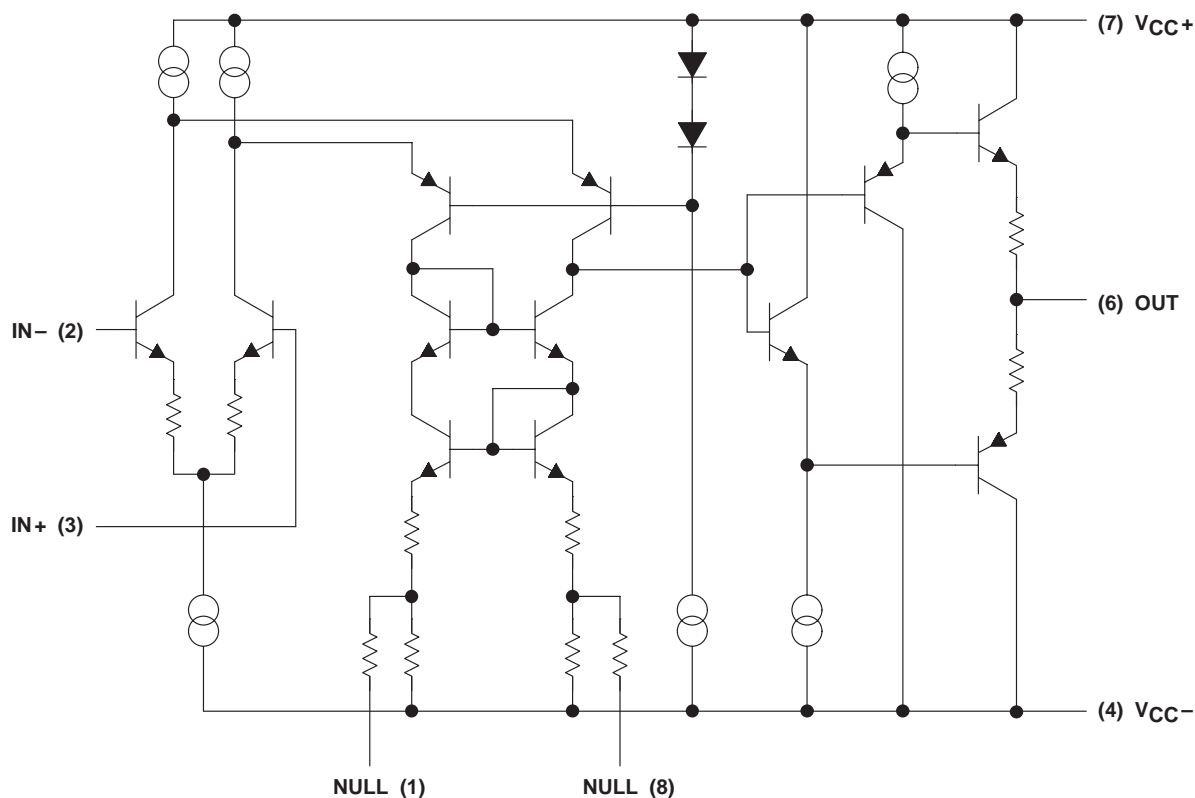 (7) VCC+
IN− (2)
(6) OUT
IN+ (3)
(4) VCC−
NULL (1)
NULL (8)